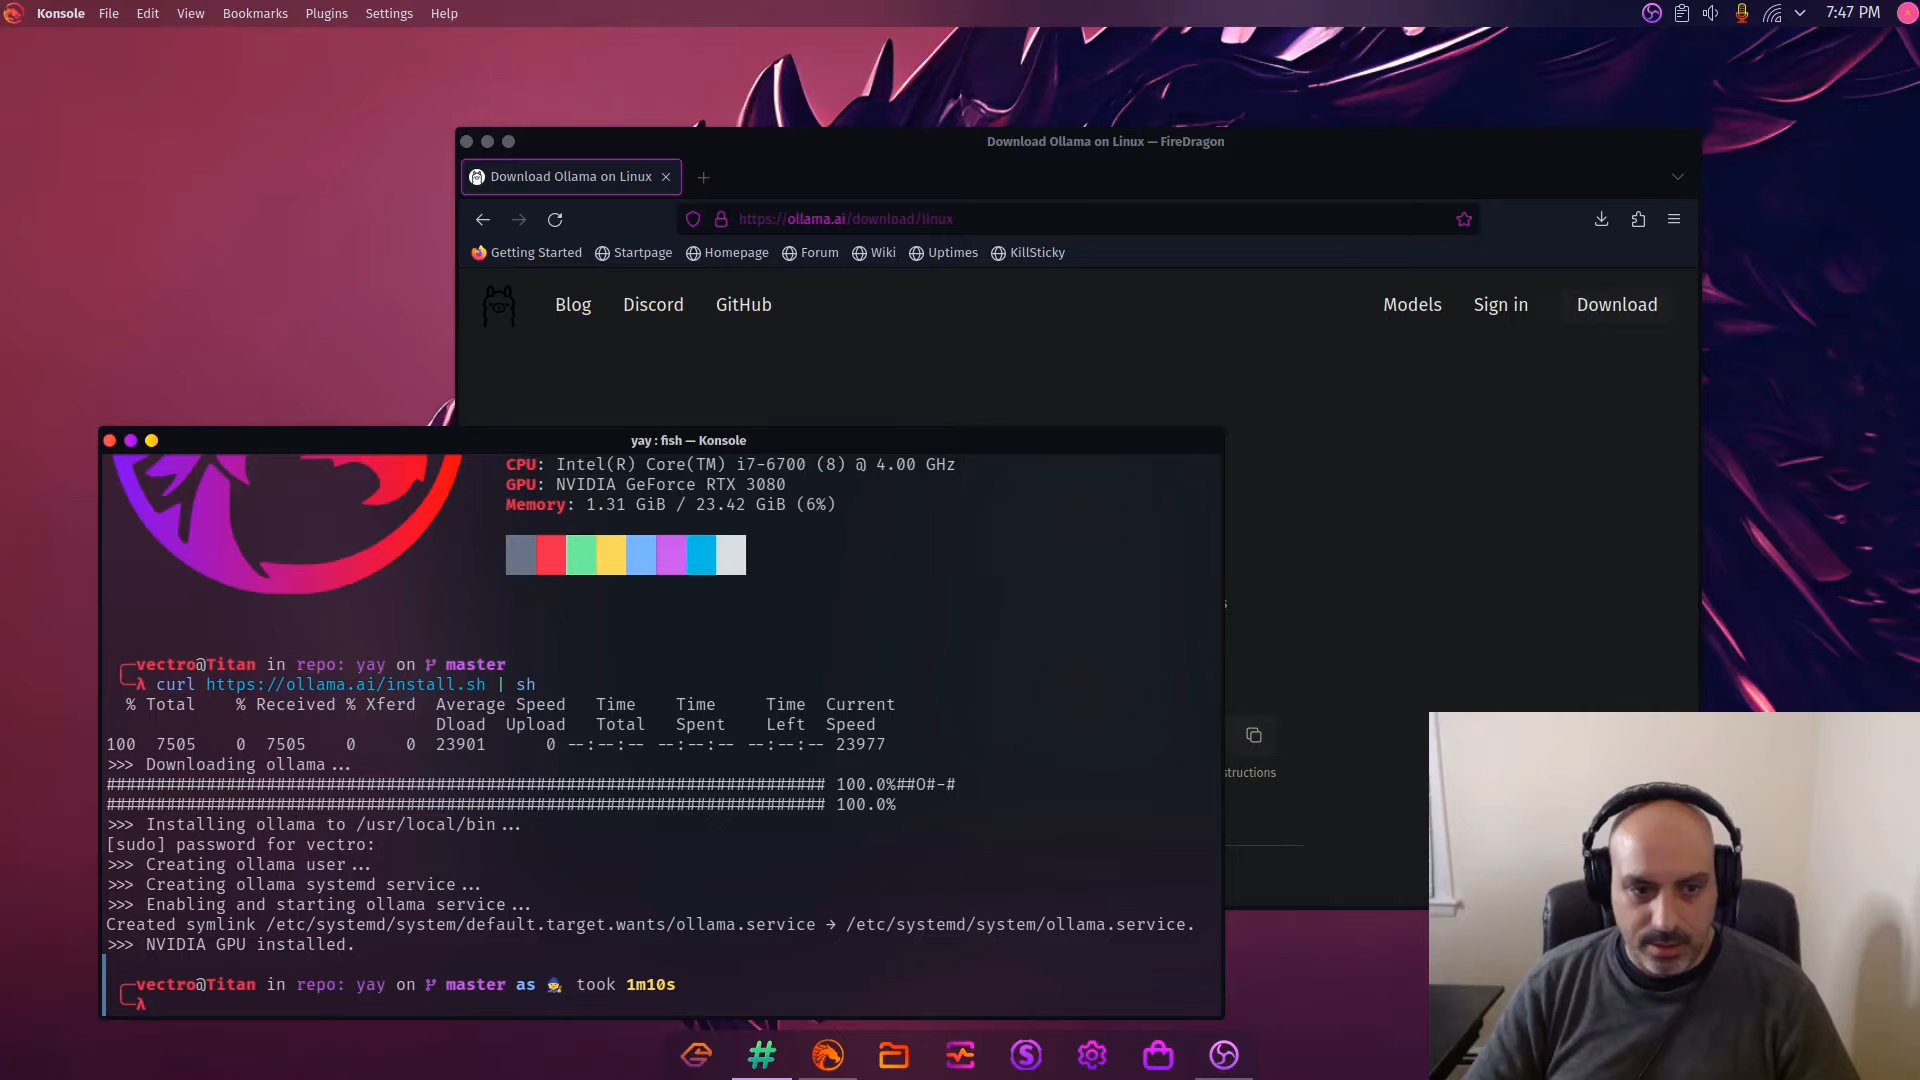 Konsole File Edit View Bookmarks Plugins Settings Help
7:47 PM
Download Ollama on Linux — FireDragon
Download Ollama on Linux
https://ollama.ai/download/linux
Getting Started Startpage Homepage Forum Wiki Uptimes KillSticky
Blog Discord GitHub Models Sign in Download
yay : fish — Konsole
CPU: Intel(R) Core(TM) i7-6700 (8) @ 4.00 GHz
GPU: NVIDIA GeForce RTX 3080
Memory: 1.31 GiB / 23.42 GiB (6%)
vectro@Titan in repo: yay on master
λ curl https://ollama.ai/install.sh | sh
% Total % Received % Xferd Average Speed Time Time Time Current
Dload Upload Total Spent Left Speed
100 7505 0 7505 0 0 23901 0 --:--:-- --:--:-- --:--:-- 23977
>>> Downloading ollama...
######################################################################## 100.0%##O#-#
######################################################################## 100.0%
>>> Installing ollama to /usr/local/bin...
[sudo] password for vectro:
>>> Creating ollama user...
>>> Creating ollama systemd service...
>>> Enabling and starting ollama service...
Created symlink /etc/systemd/system/default.target.wants/ollama.service → /etc/systemd/system/ollama.service.
>>> NVIDIA GPU installed.
vectro@Titan in repo: yay on master as took 1m10s
λ
structions